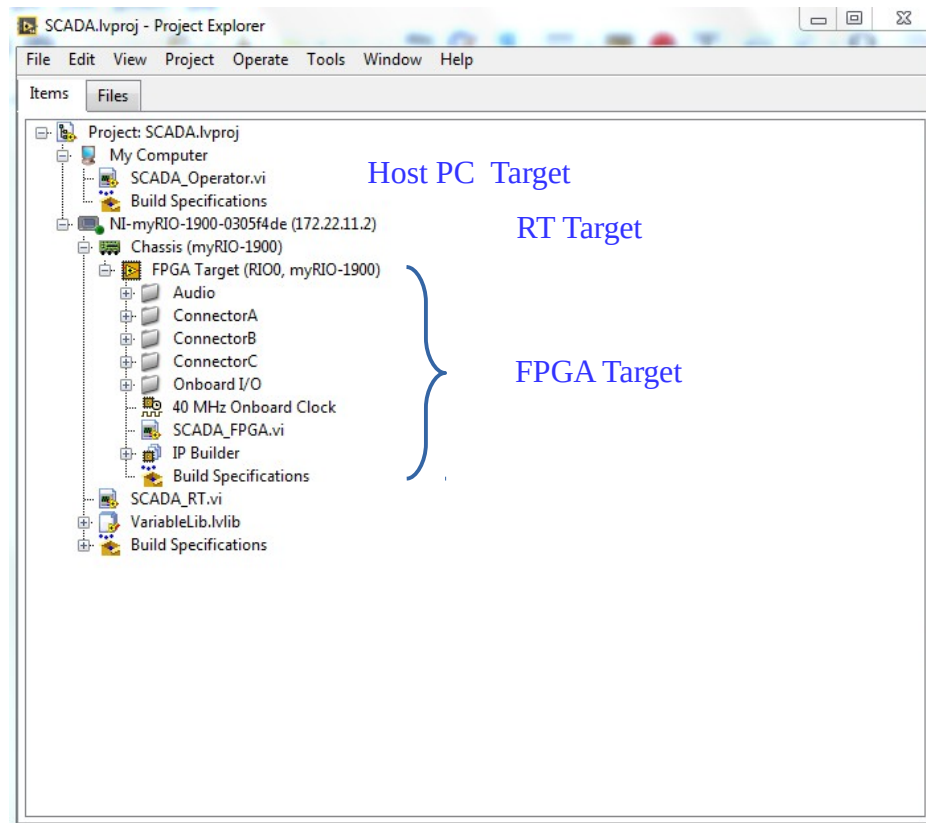 SCADA.lvproj - Project Explorer
File Edit View Project Operate Tools Window Help
Items Files
Project: SCADA.lvproj
My Computer
SCADA_Operator.vi
Host PC Target
Build Specifications
NI-myRIO-1900-0305f4de (172.22.11.2)
RT Target
Chassis (myRIO-1900)
FPGA Target (RIO0, myRIO-1900)
Audio
ConnectorA
ConnectorB
ConnectorC
FPGA Target
Onboard I/O
40 MHz Onboard Clock
SCADA_FPGA.vi
IP Builder
Build Specifications
SCADA_RT.vi
VariableLib.lvlib
Build Specifications